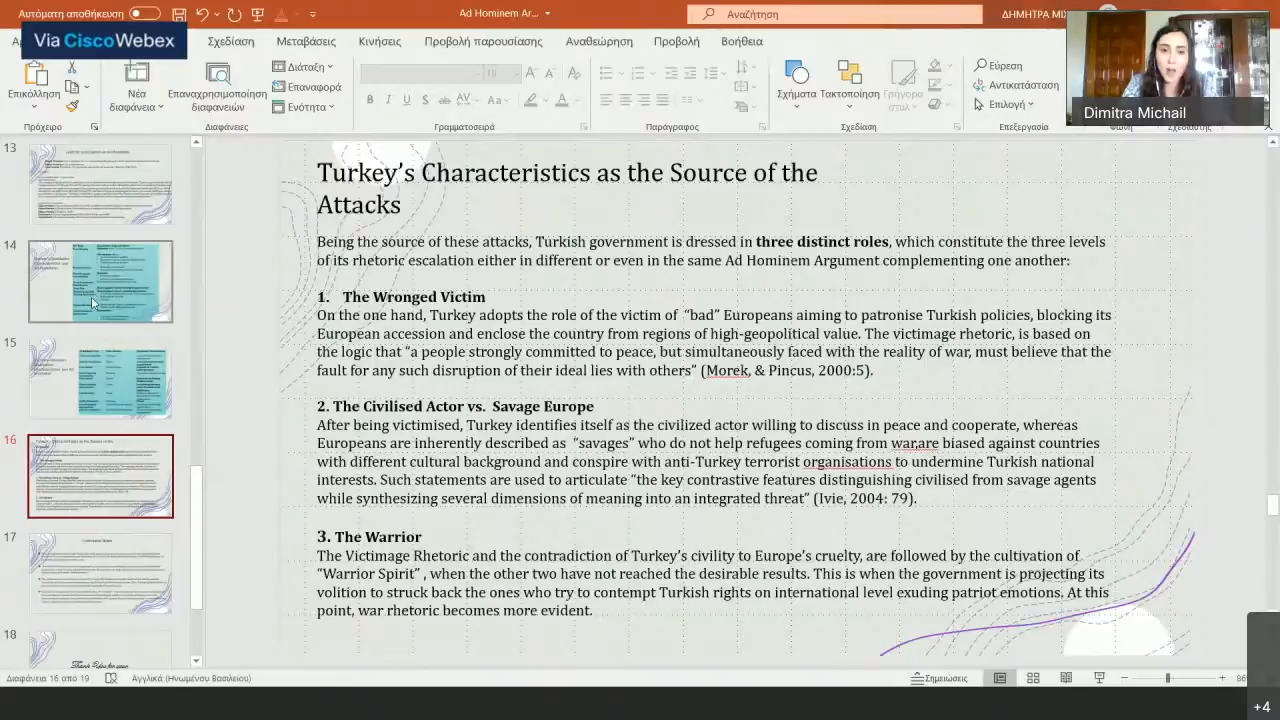 Ad Hominem Ar...
Αναζήτηση
Via CiscoWebex
Σχεδίαση
Μεταβάσεις
Κινήσεις
Προβολή παρουσίασης
Αναθεώρηση
Προβολή
Βοήθεια
Επικόλληση
Νέα
διαφάνεια
Επαναχρησιμοποίηση
διαφανειών
Διάταξη
Επαναφορά
Ενότητα
18
Σχήματα
Τακτοποίηση
Γρήγορα
στυλ
Εύρεση
Αντικατάσταση
Επιλογή
Πρόχειρο
Διαφάνειες
Γραμματοσειρά
Παράγραφος
Σχεδίαση
Επεξεργασία
Dimitra Michail
13
14
15
16
17
18
Turkey's Characteristics as the Source of the
Attacks
Being the source of these attacks, Turkish government is dressed in three distinct roles, which constitute the three levels
of its rhetoric escalation either in different or even in the same Ad Hominem Argument complementing one another:
1. The Wronged Victim
On the one hand, Turkey adopts the role of the victim of "bad" Europeans aiming to patronise Turkish policies, blocking its
European accession and enclose the country from regions of high-geopolitical value. The victimage rhetoric, is based on
the logic that "a people strongly committed to peace, but simultaneously faced with the reality of war, must believe that the
fault for any such disruption of their ideal lies with others" (Morek, & Pincus, 2000:5).
2. The Civilised Actor vs. Savage Europe
After being victimised, Turkey identifies itself as the civilized actor willing to discuss in peace and cooperate, whereas
Europeans are inherently defined as "savages" who do not help refugees coming from war,
are biased against countries
with different cultural background and conspire with anti-Turkey terrorist organisations to undermine Turkish national
interests. Such statements are used to articulate "the key contrastive features distinguishing civilised from savage agents
while synthesizing several dimensions of meaning into an integrated threat" (Ivie, 2004: 79).
3. The Warrior
The Victimage Rhetoric and the contradiction of Turkey's civility to Europe's cruelty, are followed by the cultivation of
"Warrior Spirit" , when the other two have not reached the desirable results. This is when the government is projecting its
volition to struck back the ones who try to contempt Turkish rights on international level exuding patriot emotions. At this
point, war rhetoric becomes more evident.
Διαφάνεια 16 από 19
Αγγλικά (Ηνωμένου Βασιλείου)
Σημειώσεις
+4